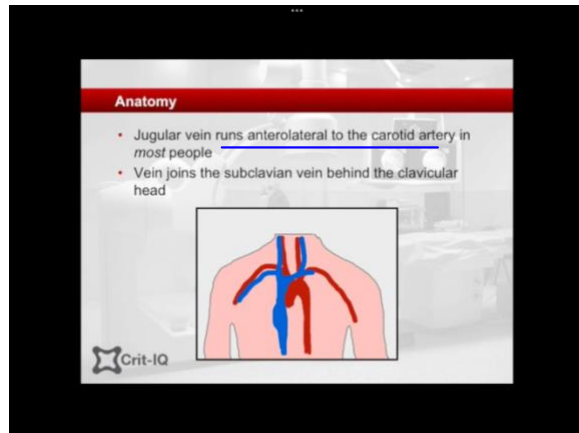 Anatomy
• Jugular vein runs anterolateral to the carotid artery in
most people
• Vein joins the subclavian vein behind the clavicular
head
Crit-IQ